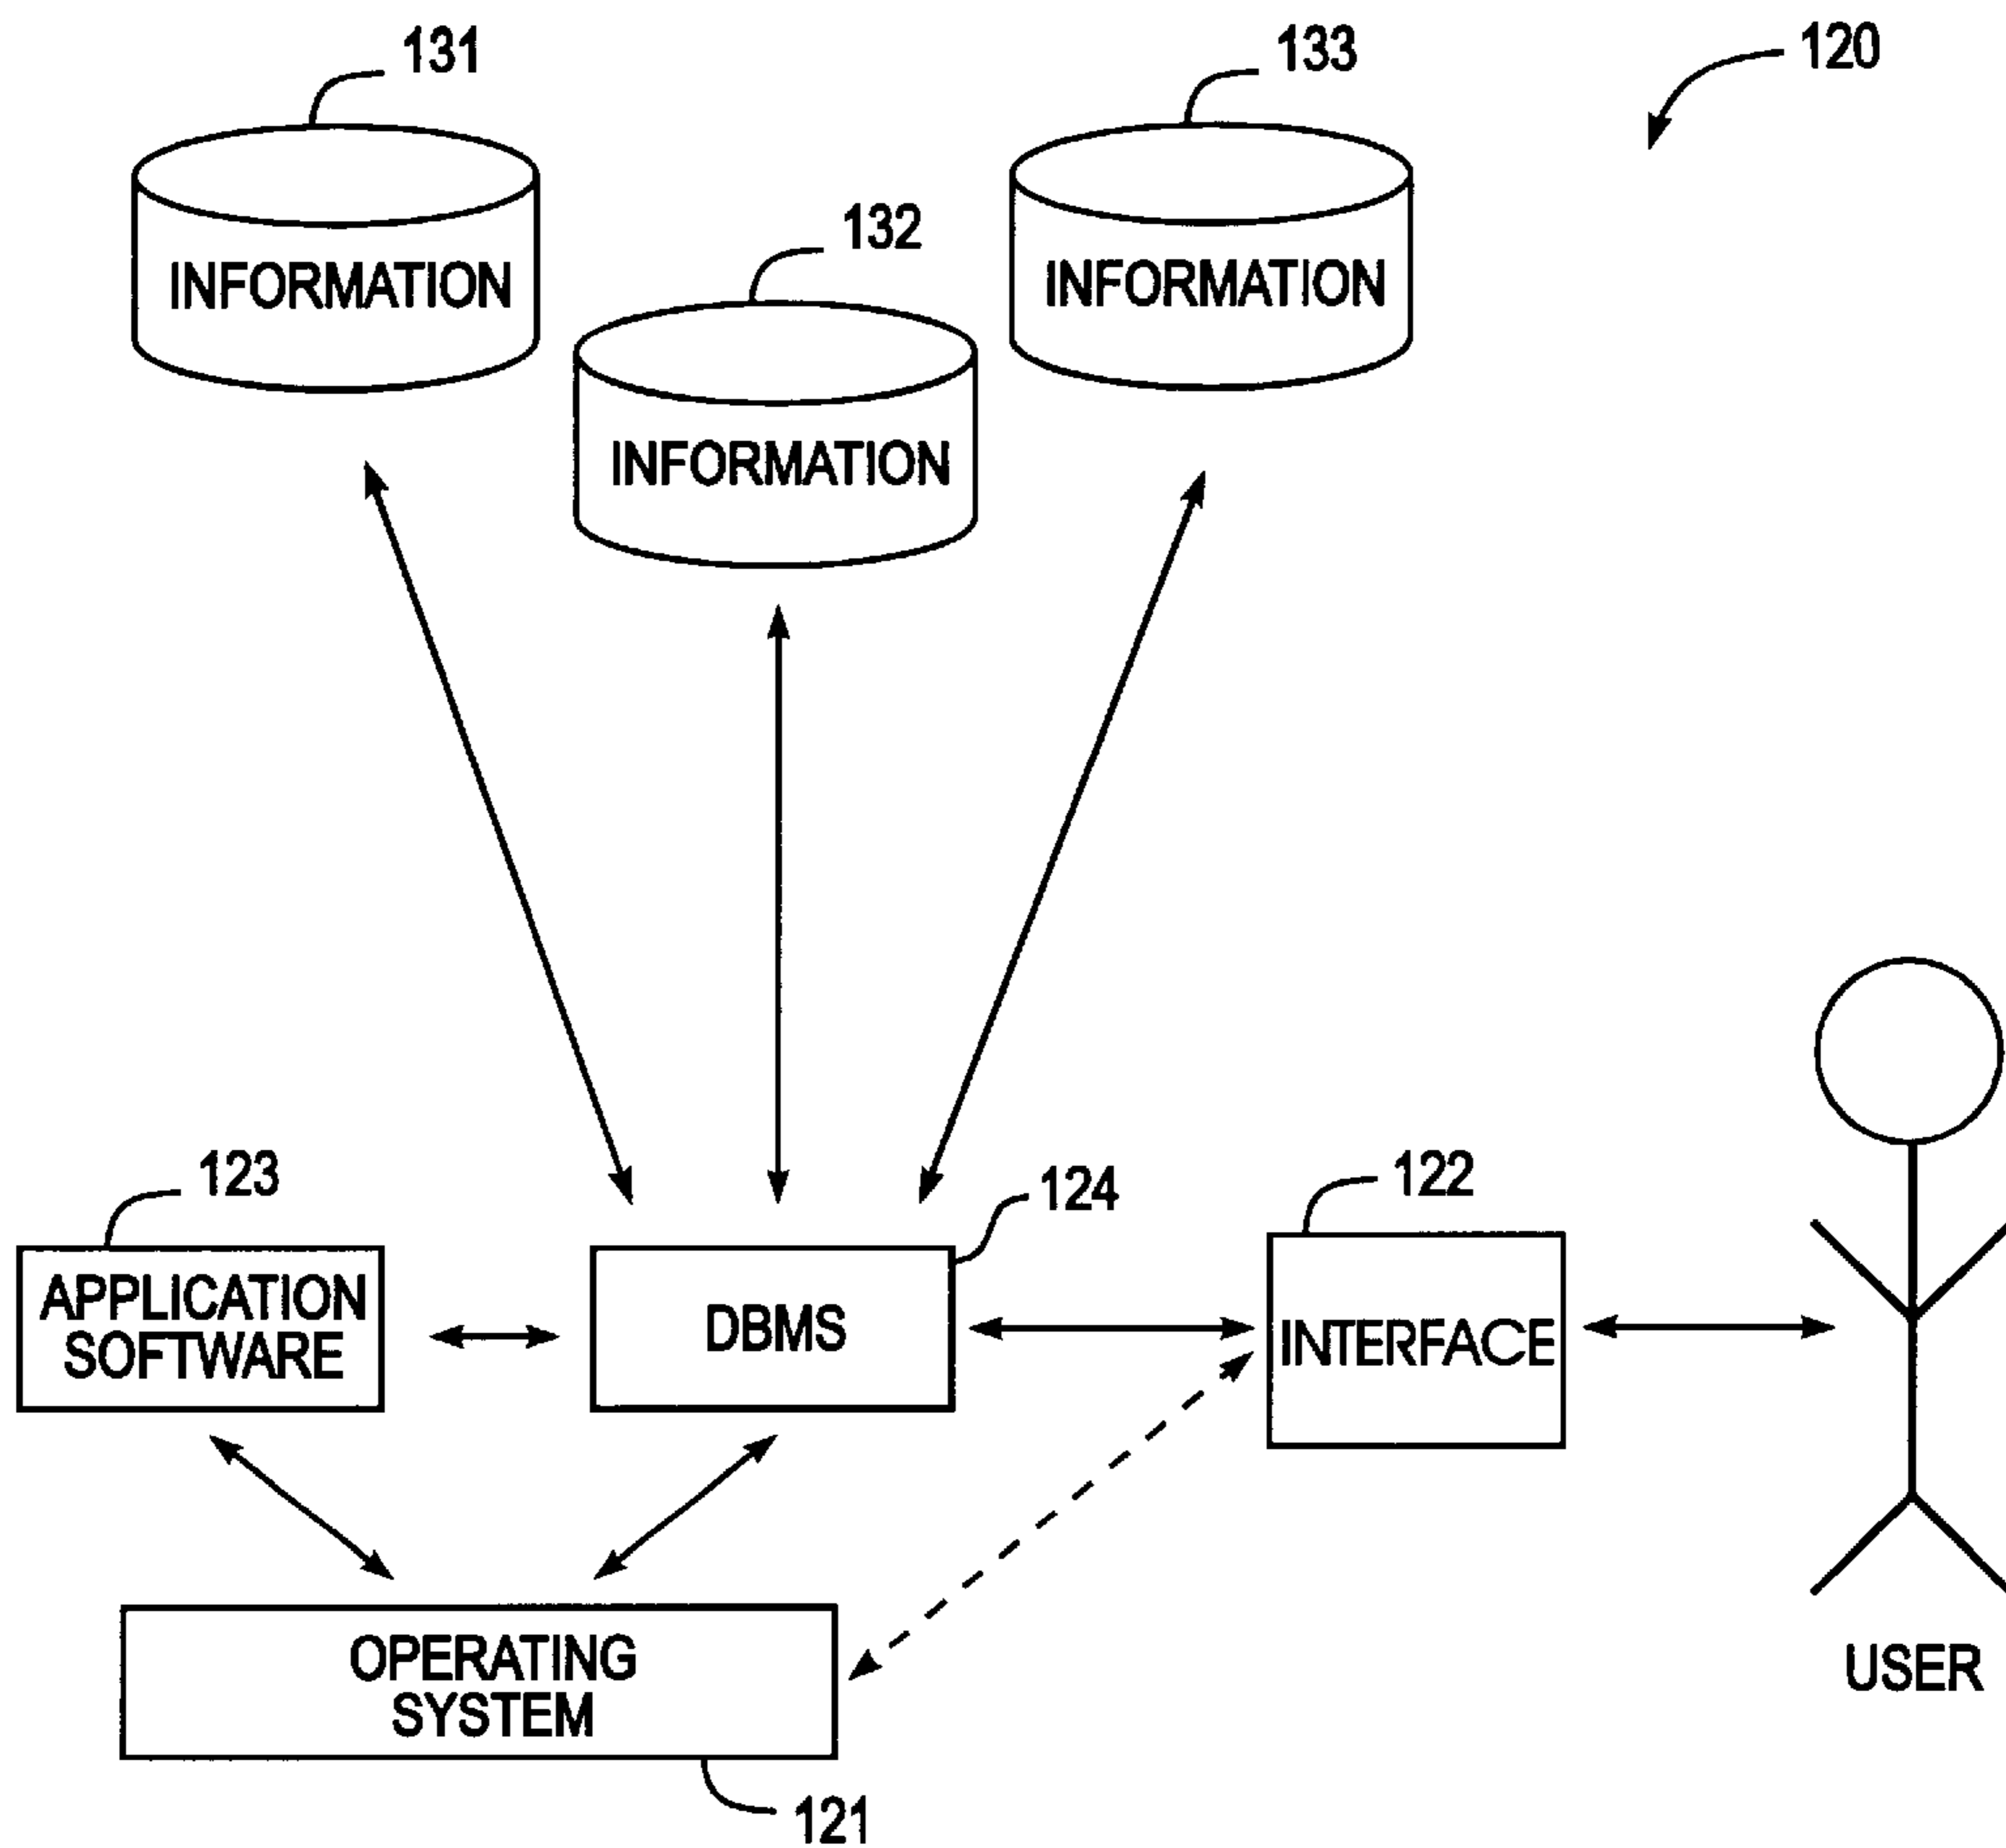 131
133
120
INFORMATION
132
INFORMATION
INFORMATION
123
124
122
APPLICATION
SOFTWARE
DBMS
INTERFACE
OPERATING
SYSTEM
USER
121